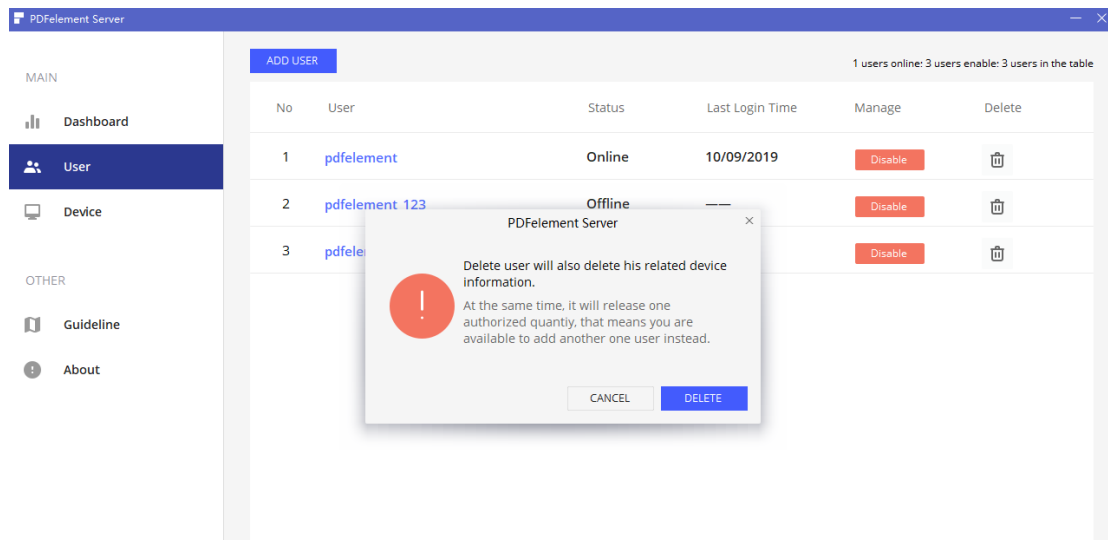 PDFelement Server
MAIN
Dashboard
User
Device
OTHER
Guideline
About
ADD USER
1 users online: 3 users enable: 3 users in the table
No User Status Last Login Time Manage Delete
1 pdfelement Online 10/09/2019 Disable
2 pdfelement_123 Offline —— Disable
3 Disable
PDFelement Server
Delete user will also delete his related device
information.
At the same time, it will release one
authorized quantiy, that means you are
available to add another one user instead.
CANCEL DELETE